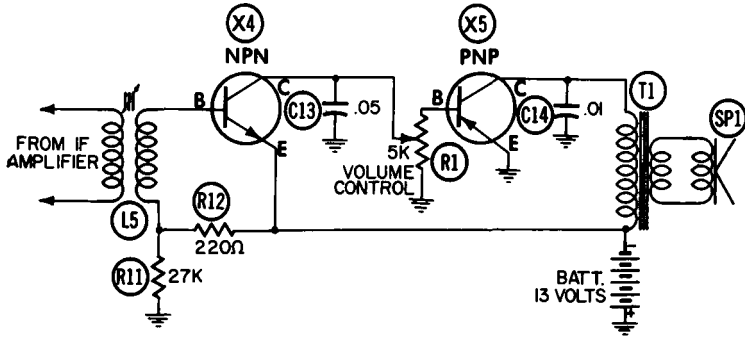 X4
NPN
X5
PNP
B
C
E
C13
.05
B
C
E
C14
.01
T1
SP1
FROM IF
AMPLIFIER
5K
VOLUME
CONTROL
R1
L5
R12
220Ω
R11
27K
BATT.
13 VOLTS
-
+